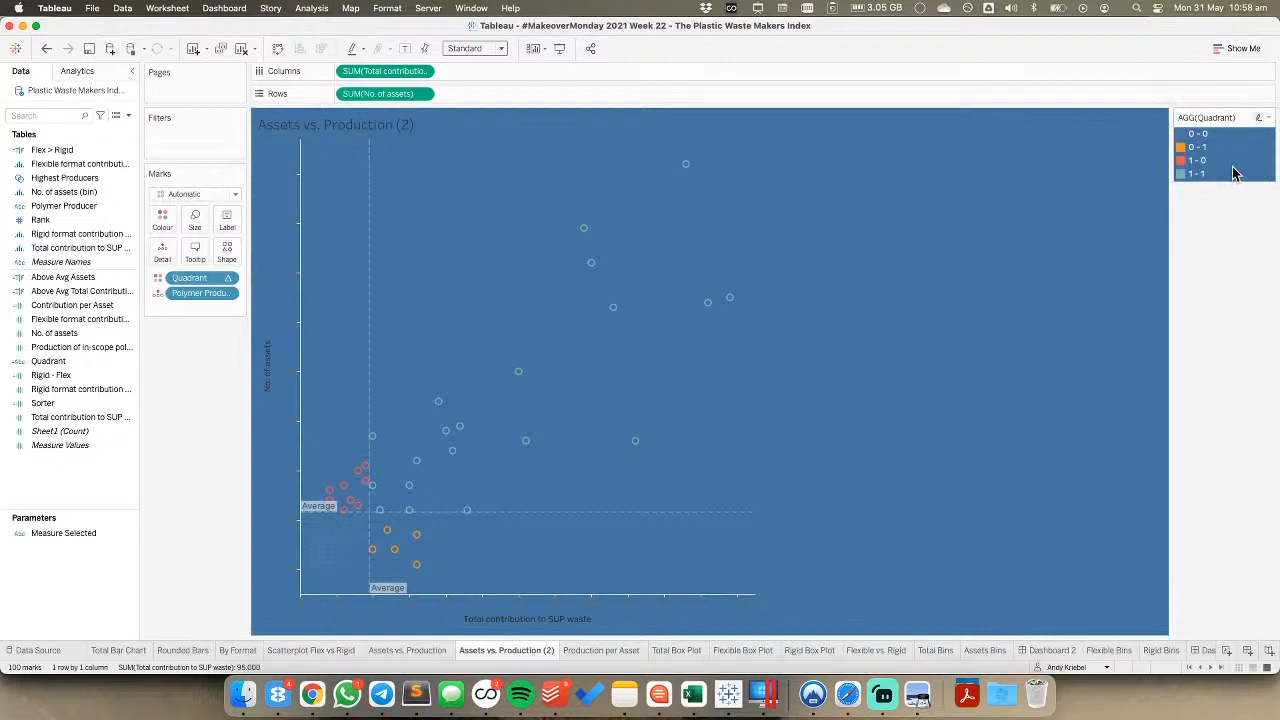 Tableau File Data Worksheet Dashboard Story Analysis Map Format Server Window Help
3.05 GB Mon 31 May 10:58 am
Tableau - #MakeoverMonday 2021 Week 22 - The Plastic Waste Makers Index
Standard
Show Me
Data Analytics
Plastic Waste Makers Ind...
Search
Tables
Flex > Rigid
Flexible format contributi...
Highest Producers
No. of assets (bin)
Polymer Producer
Rank
Rigid format contribution ...
Total contribution to SUP ...
Measure Names
Above Avg Assets
Above Avg Total Contributi...
Contribution per Asset
Flexible format contributi...
No. of assets
Production of in-scope pol...
Quadrant
Rigid - Flex
Rigid format contribution ...
Sorter
Total contribution to SUP ...
Sheet1 (Count)
Measure Values
Parameters
Measure Selected
Pages
Filters
Marks
Automatic
Colour Size Label
Detail Tooltip Shape
Quadrant
Polymer Produ..
Columns SUM(Total contributio..
Rows SUM(No. of assets)
Assets vs. Production (2)
No. of assets
Average
Average
Total contribution to SUP waste
AGG(Quadrant)
0 - 0
0 - 1
1 - 0
1 - 1
Data Source Total Bar Chart Rounded Bars By Format Scatterplot Flex vs Rigid Assets vs. Production Assets vs. Production (2) Production per Asset Total Box Plot Flexible Box Plot Rigid Box Plot Flexible vs. Rigid Total Bins Assets Bins Dashboard 2 Flexible Bins Rigid Bins Das
100 marks 1 row by 1 column SUM(Total contribution to SUP waste): 95.000
Andy Kriebel
4 1 2 9